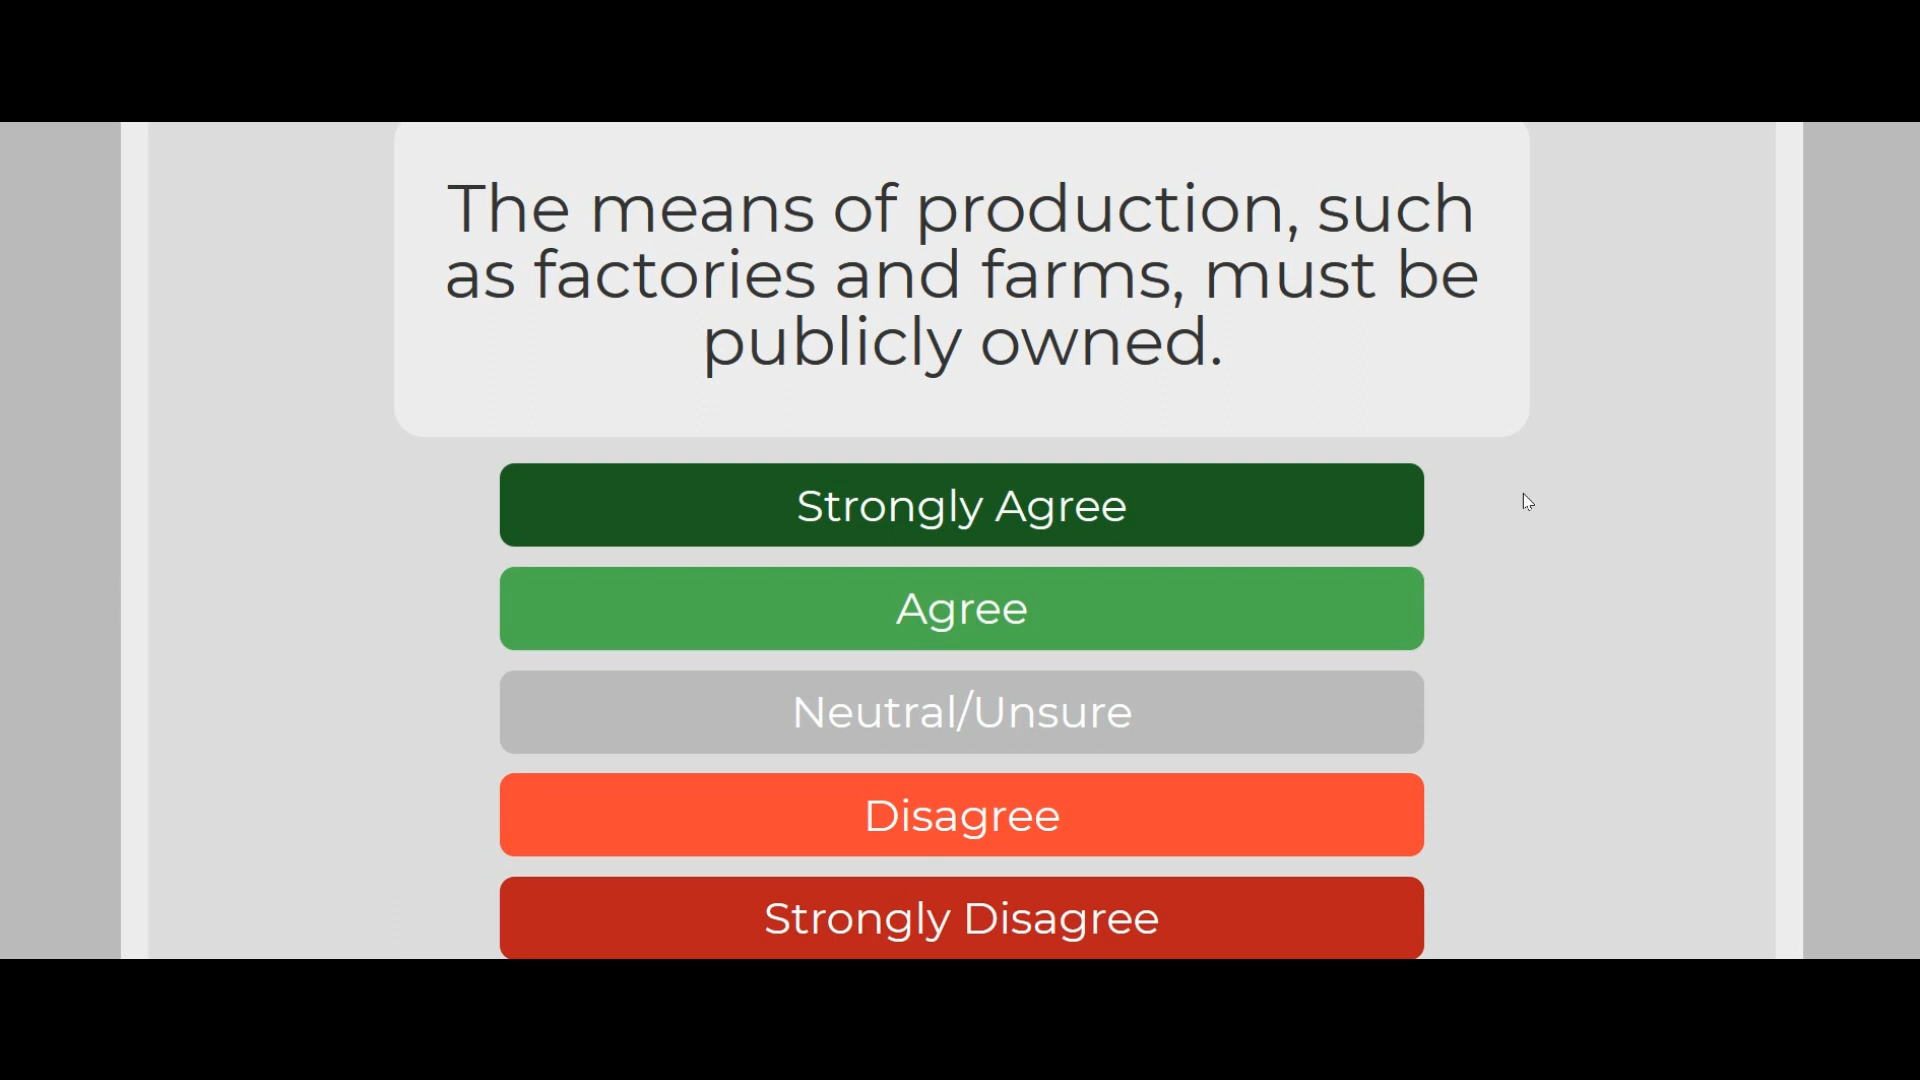 The means of production, such
as factories and farms, must be
publicly owned.
Strongly Agree
Agree
Neutral/Unsure
Disagree
Strongly Disagree